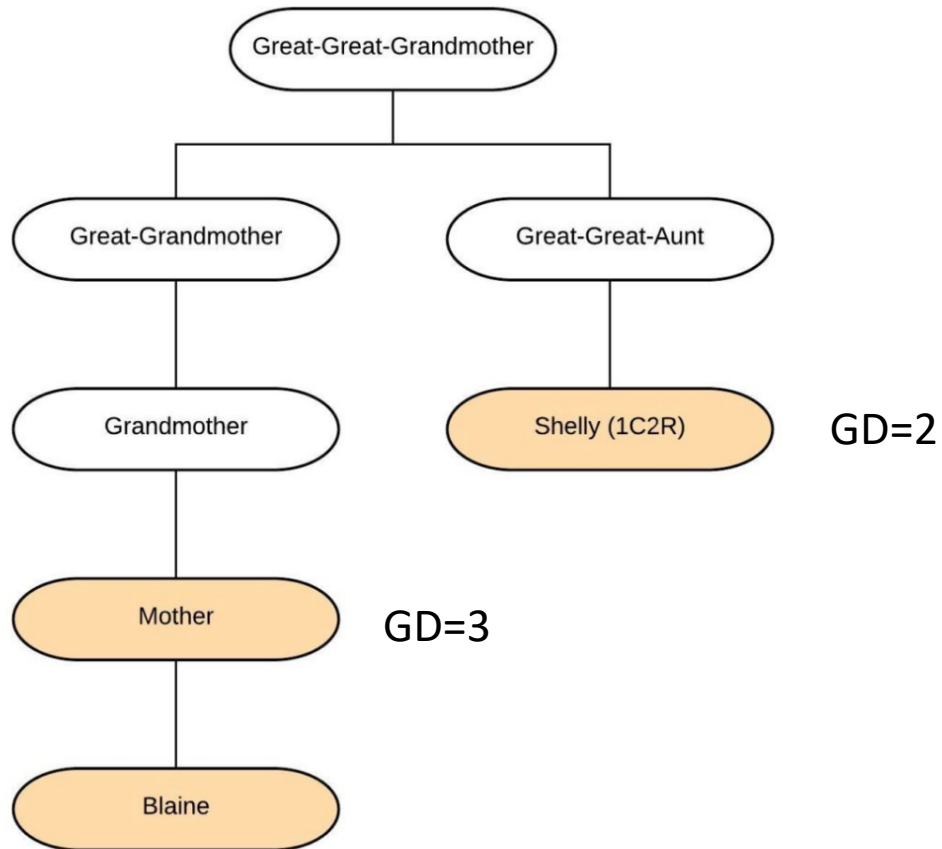 Great-Great-Grandmother
Great-Grandmother
Great-Great-Aunt
Grandmother
Shelly (1C2R)
GD=2
Mother
GD=3
Blaine